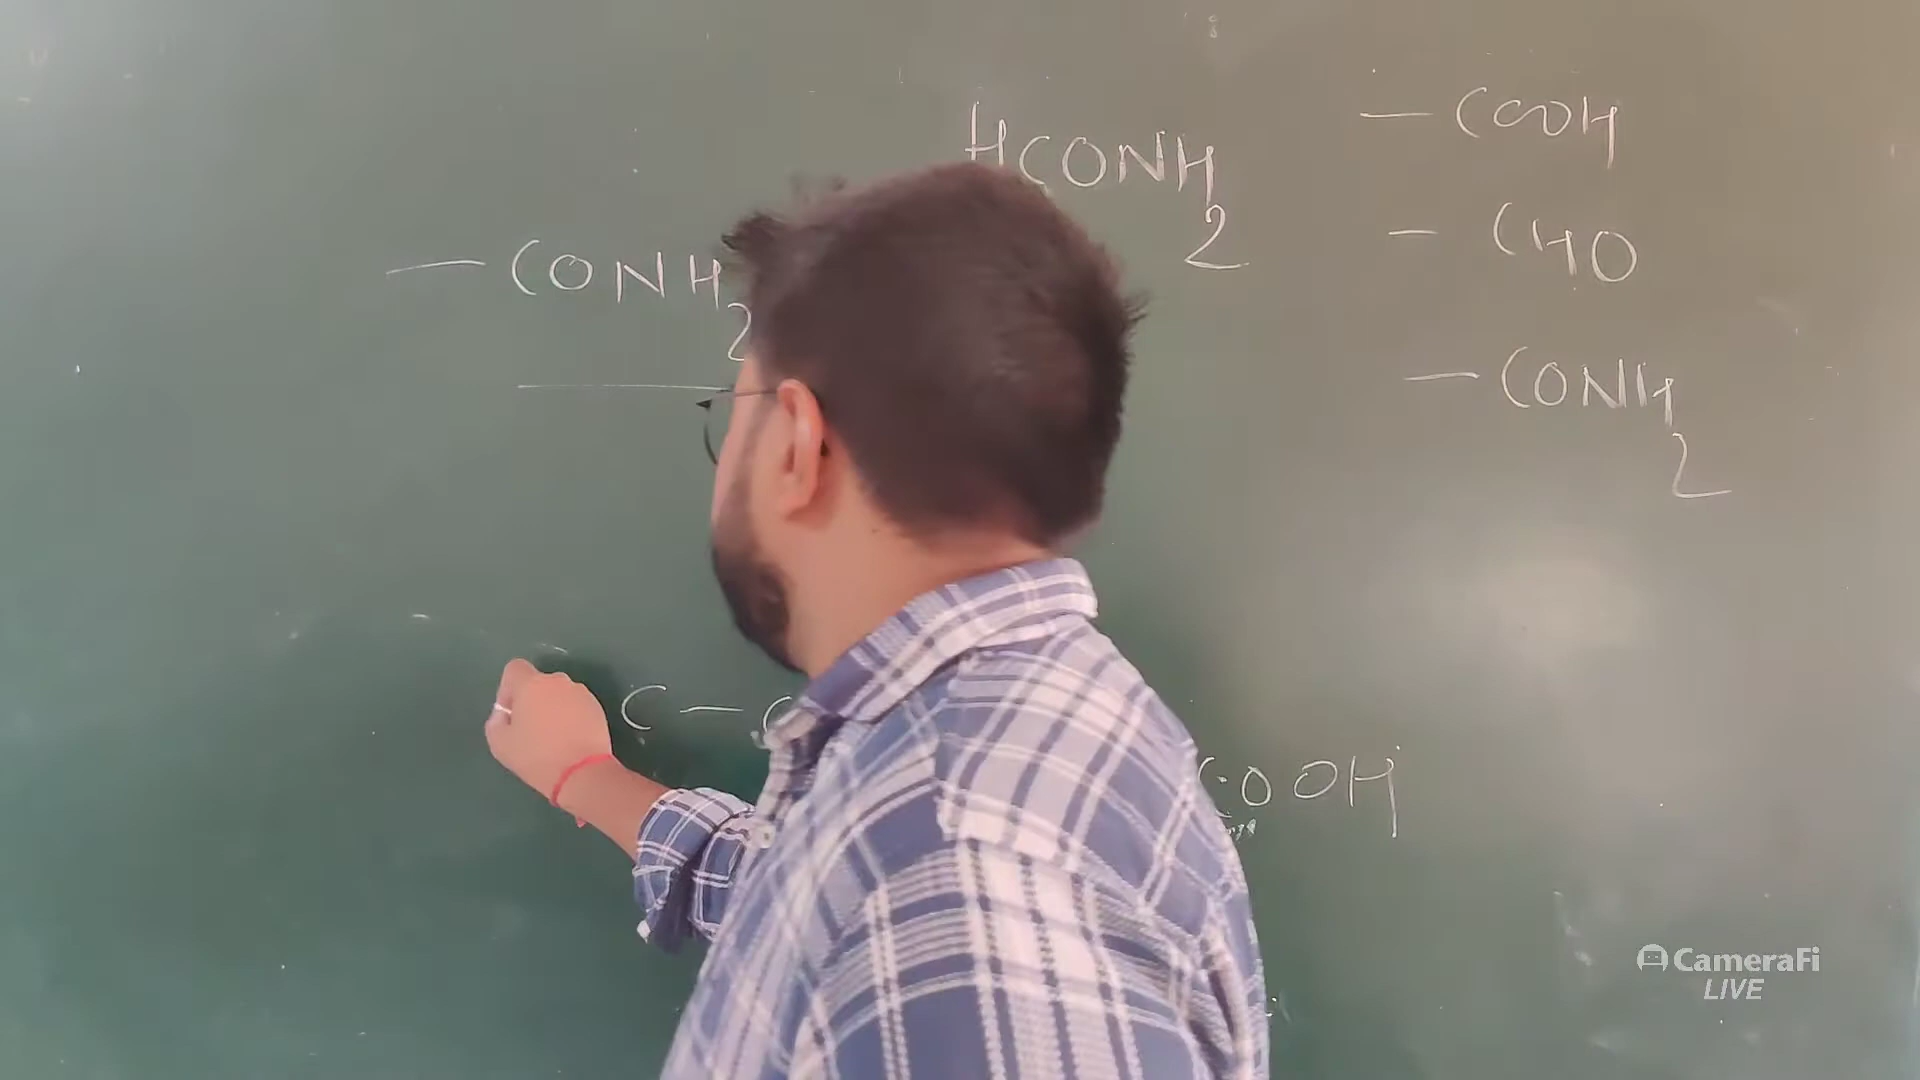 HCONH2
— COOH
— CHO
— CONH2
— CONH2
C — C
COOH
CameraFi
LIVE